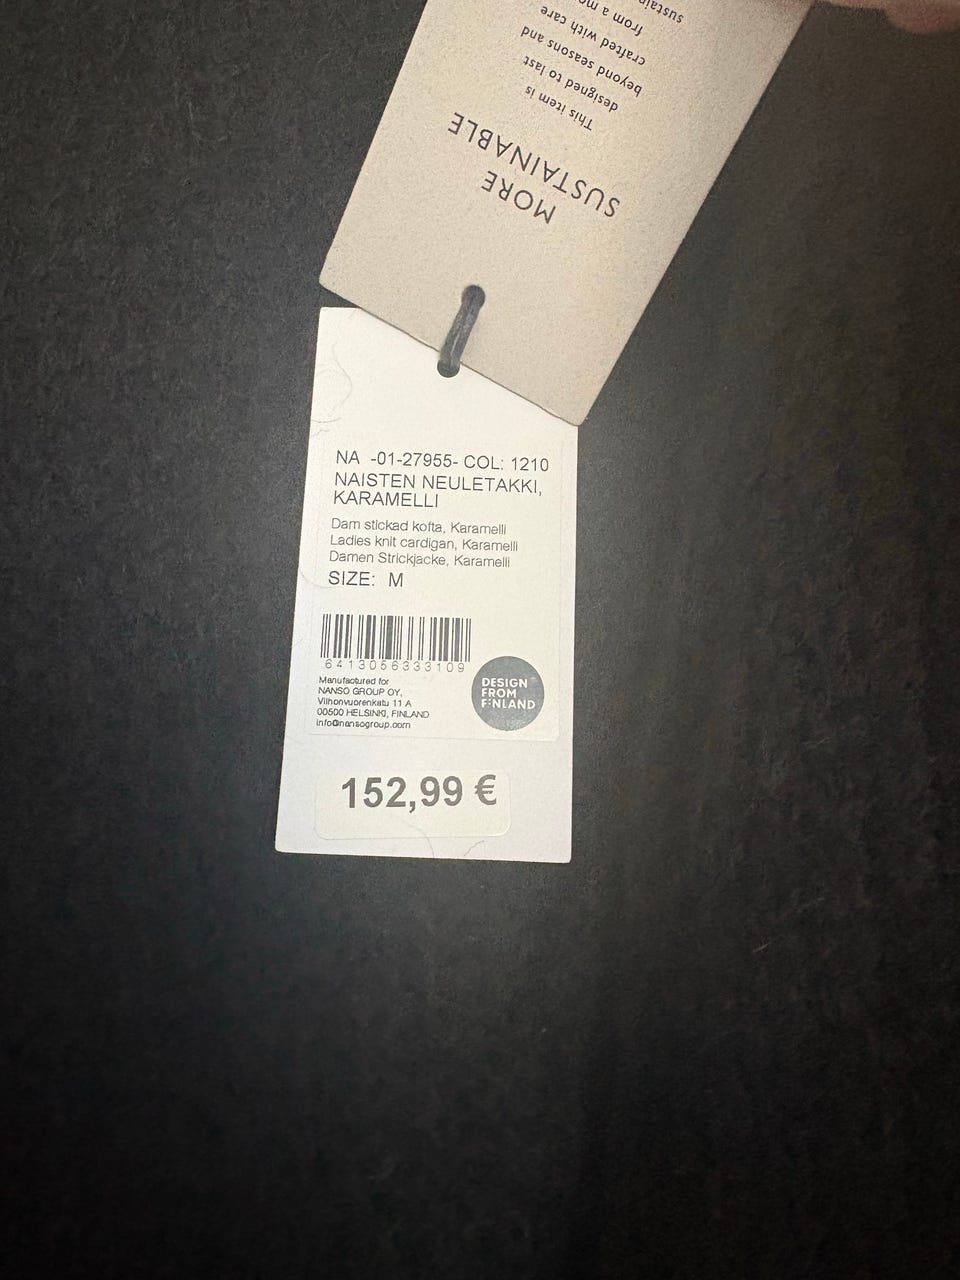 MORE
SUSTAINABLE
This item is
designed to last
beyond seasons and
crafted with care
from a
NA -01-27955- COL: 1210
NAISTEN NEULETAKKI,
KARAMELLI
Dam stickad kofta, Karamelli
Ladies knit cardigan, Karamelli
Damen Strickjacke, Karamelli
SIZE: M
6413056333109
Manufactured for
NANSO GROUP OY,
Vilhonvuorenkatu 11 A
00500 HELSINKI, FINLAND
info@nansogroup.com
DESIGN
FROM
FINLAND
152,99 €